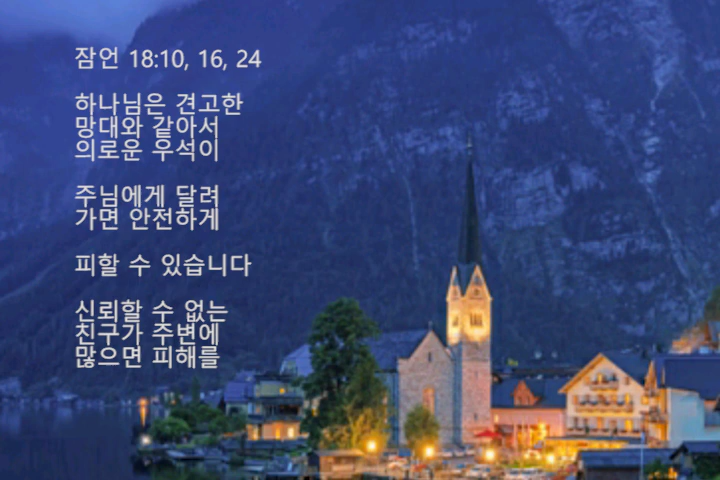 잠언 18:10, 16, 24
하나님은 견고한
망대와 같아서
의로운 우석이
주님에게 달려
가면 안전하게
피할 수 있습니다
신뢰할 수 없는
친구가 주변에
많으면 피해를